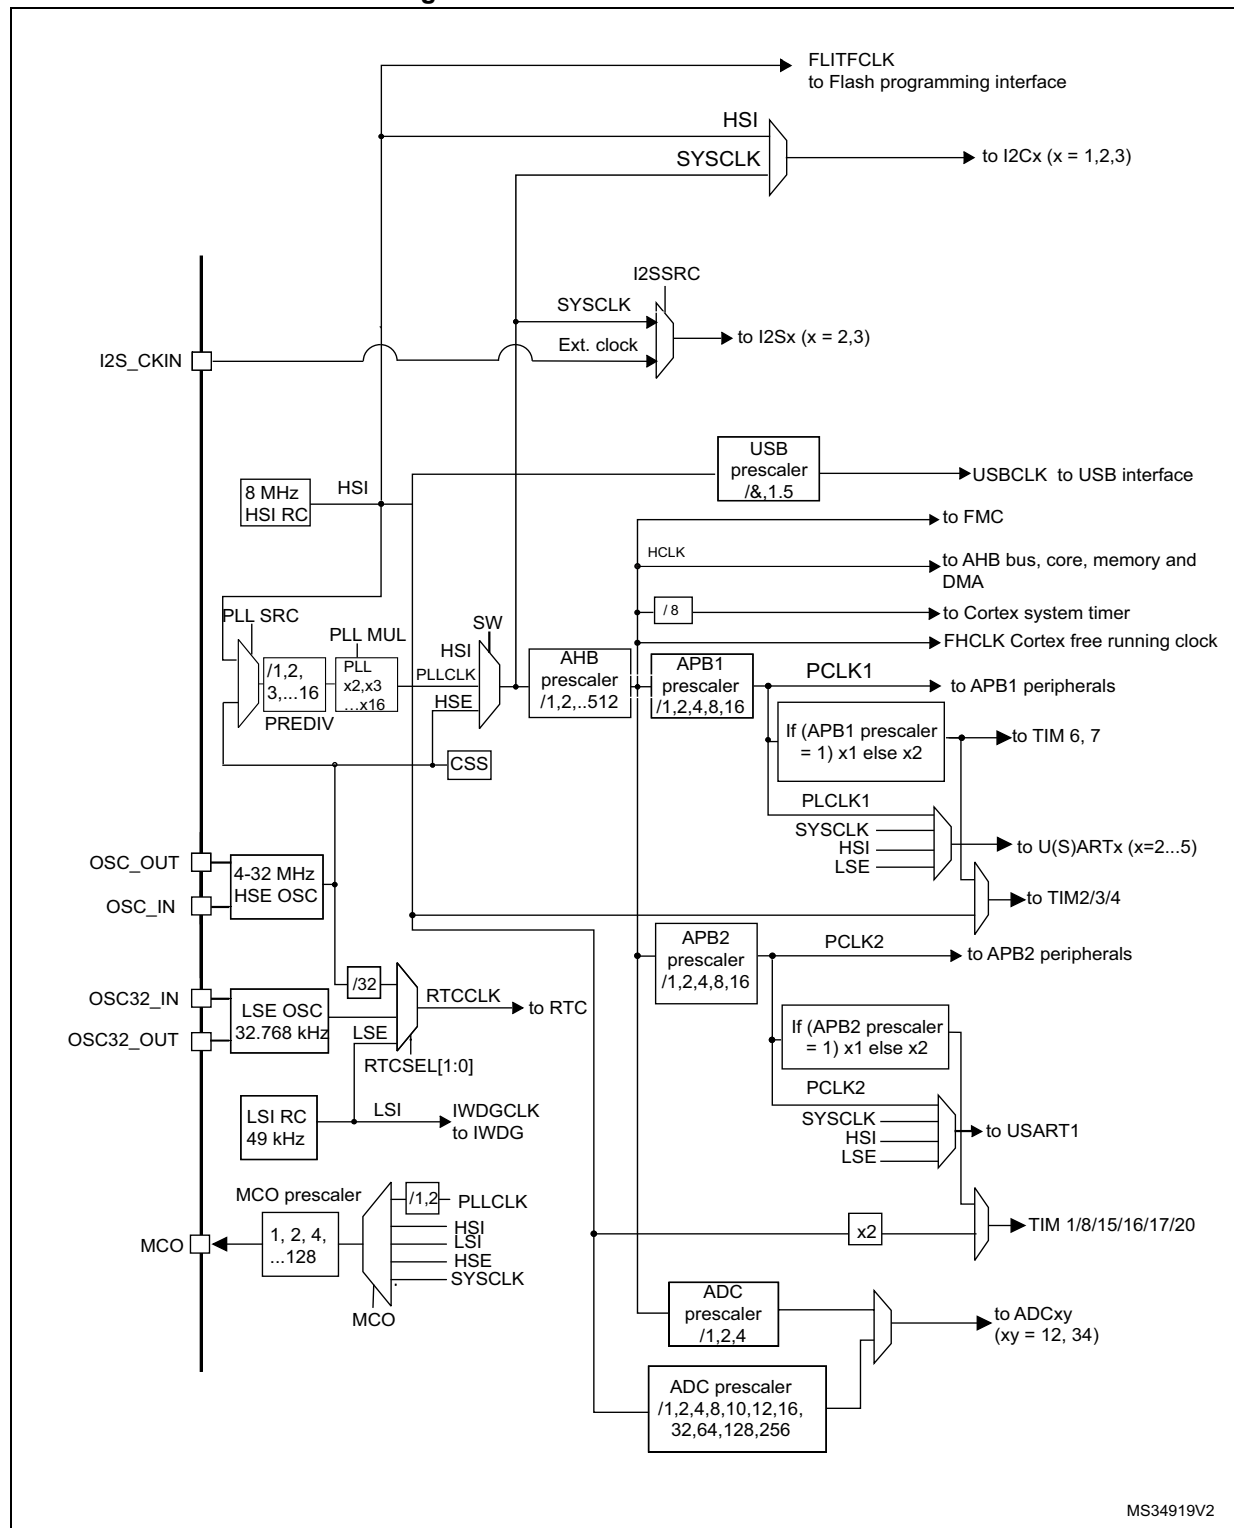 FLITFCLK
to Flash programming interface
HSI
SYSCLK
to I2Cx (x = 1,2,3)
I2SSRC
SYSCLK
to I2Sx (x = 2,3)
Ext. clock
I2S_CKIN
USB
prescaler
/&,1.5
USBCLK to USB interface
8 MHz
HSI RC
HSI
to FMC
HCLK
to AHB bus, core, memory and
DMA
/ 8
to Cortex system timer
FHCLK Cortex free running clock
PLL SRC
PLL MUL
SW
HSI
PLLCLK
HSE
/1,2,
3,...16
PREDIV
PLL
x2,x3
...x16
AHB
prescaler
/1,2,..512
APB1
prescaler
/1,2,4,8,16
PCLK1
to APB1 peripherals
If (APB1 prescaler
= 1) x1 else x2
to TIM 6, 7
CSS
PLCLK1
SYSCLK
HSI
LSE
to U(S)ARTx (x=2...5)
OSC_OUT
OSC_IN
4-32 MHz
HSE OSC
to TIM2/3/4
APB2
prescaler
/1,2,4,8,16
PCLK2
to APB2 peripherals
/32
OSC32_IN
OSC32_OUT
LSE OSC
32.768 kHz
LSE
RTCCLK
to RTC
RTCSEL[1:0]
If (APB2 prescaler
= 1) x1 else x2
PCLK2
SYSCLK
HSI
LSE
to USART1
LSI RC
49 kHz
LSI
IWDGCLK
to IWDG
MCO prescaler
/1,2
PLLCLK
HSI
LSI
HSE
SYSCLK
MCO
1, 2, 4,
...128
MCO
x2
TIM 1/8/15/16/17/20
ADC
prescaler
/1,2,4
to ADCxy
(xy = 12, 34)
ADC prescaler
/1,2,4,8,10,12,16,
32,64,128,256
MS34919V2